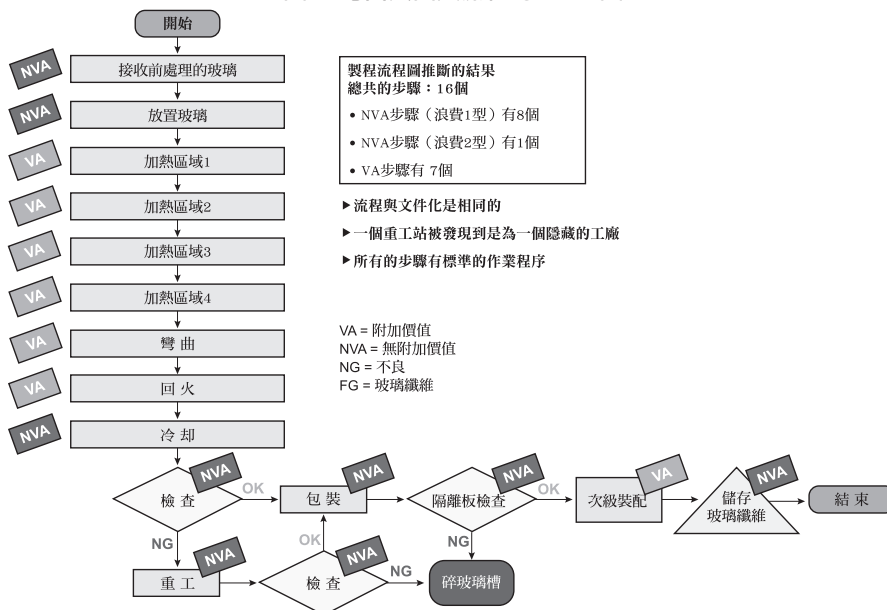 開始
NVA
接收前處理的玻璃
NVA
放置玻璃
VA
加熱區域1
VA
加熱區域2
VA
加熱區域3
VA
加熱區域4
VA
彎曲
VA
回火
NVA
冷却
製程流程圖推斷的結果
總共的步驟：16個
• NVA步驟（浪費1型）有8個
• NVA步驟（浪費2型）有1個
• VA步驟有 7個
▶流程與文件化是相同的
▶一個重工站被發現到是為一個隱藏的工廠
▶所有的步驟有標準的作業程序
VA = 附加價值
NVA = 無附加價值
NG = 不良
FG = 玻璃纖維
NVA
檢查
OK
NVA
包裝
NVA
隔離板檢查
OK
VA
次級裝配
NVA
儲存
玻璃纖維
結束
NG
OK
NG
NVA
重工
NVA
檢查
NG
碎玻璃槽